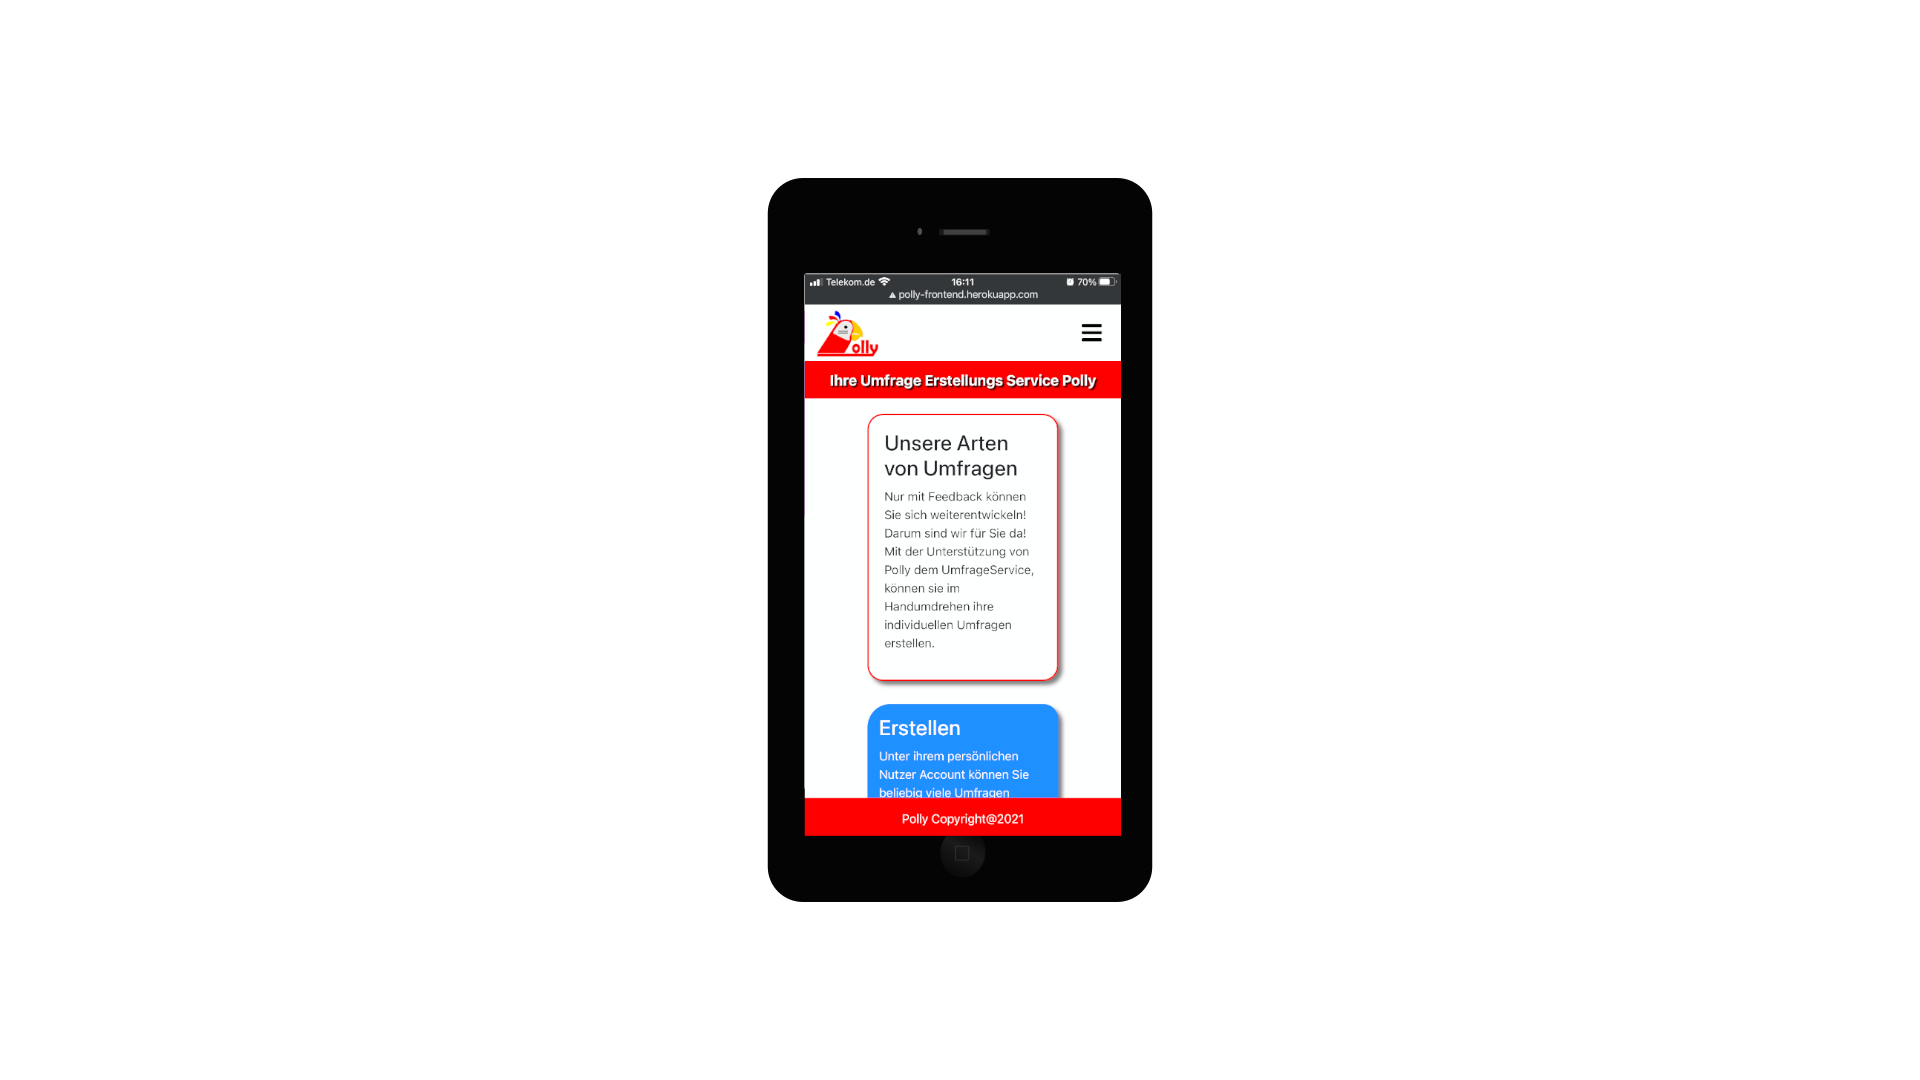 Telekom.de 16:11 70%
polly-frontend.herokuapp.com
olly
Ihre Umfrage Erstellungs Service Polly
Unsere Arten
von Umfragen
Nur mit Feedback können
Sie sich weiterentwickeln!
Darum sind wir für Sie da!
Mit der Unterstützung von
Polly dem UmfrageService,
können sie im
Handumdrehen ihre
individuellen Umfragen
erstellen.
Erstellen
Unter ihrem persönlichen
Nutzer Account können Sie
beliebig viele Umfragen
Polly Copyright@2021